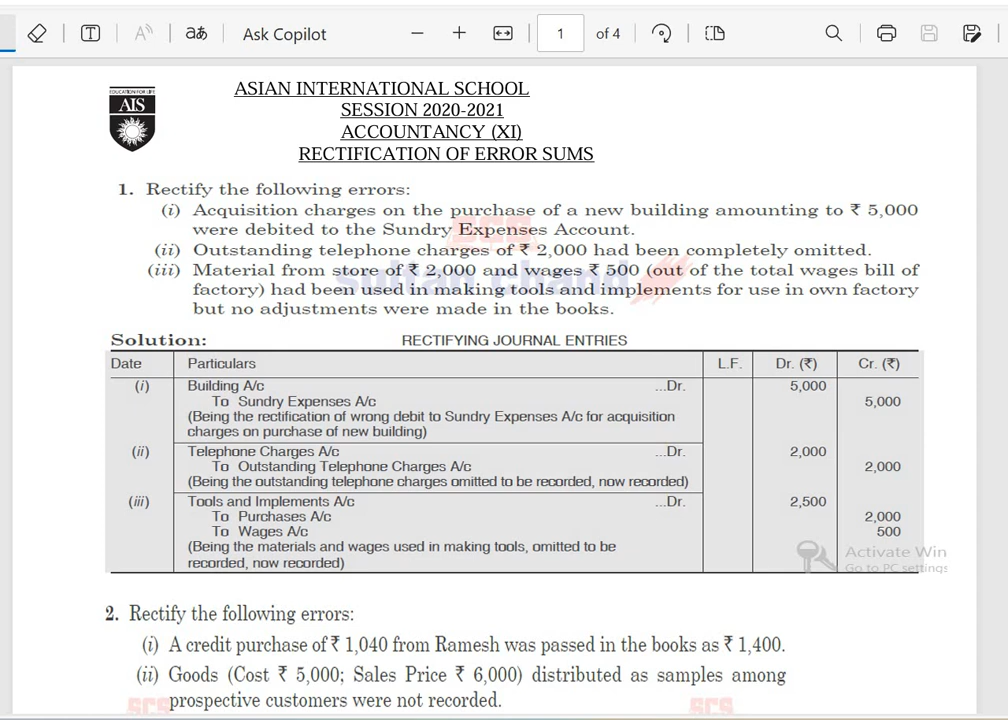 Ask Copilot
1 of 4
EDUCATION FOR LIFE
AIS
ASIAN INTERNATIONAL SCHOOL
SESSION 2020-2021
ACCOUNTANCY (XI)
RECTIFICATION OF ERROR SUMS
1. Rectify the following errors:
(i) Acquisition charges on the purchase of a new building amounting to ₹ 5,000
were debited to the Sundry Expenses Account.
(ii) Outstanding telephone charges of ₹ 2,000 had been completely omitted.
(iii) Material from store of ₹ 2,000 and wages ₹ 500 (out of the total wages bill of
factory) had been used in making tools and implements for use in own factory
but no adjustments were made in the books.
SCS
sultan chand
Solution: RECTIFYING JOURNAL ENTRIES
Date Particulars L.F. Dr. (₹) Cr. (₹)
(i) Building A/c ...Dr. 5,000
To Sundry Expenses A/c 5,000
(Being the rectification of wrong debit to Sundry Expenses A/c for acquisition
charges on purchase of new building)
(ii) Telephone Charges A/c ...Dr. 2,000
To Outstanding Telephone Charges A/c 2,000
(Being the outstanding telephone charges omitted to be recorded, now recorded)
(iii) Tools and Implements A/c ...Dr. 2,500
To Purchases A/c 2,000
To Wages A/c 500
(Being the materials and wages used in making tools, omitted to be
recorded, now recorded)
Activate Win
Go to PC settings
2. Rectify the following errors:
(i) A credit purchase of ₹ 1,040 from Ramesh was passed in the books as ₹ 1,400.
(ii) Goods (Cost ₹ 5,000; Sales Price ₹ 6,000) distributed as samples among
prospective customers were not recorded.
SCS SCS